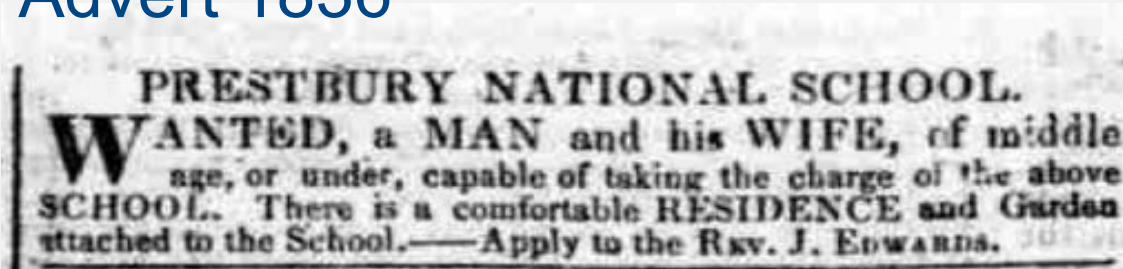 Advert 1836
PRESTBURY NATIONAL SCHOOL.
WANTED, a MAN and his WIFE, of middle
age, or under, capable of taking the charge of the above
SCHOOL. There is a comfortable RESIDENCE and Garden
attached to the School.—Apply to the REV. J. EDWARDS.